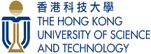 香港科技大學
THE HONG KONG
UNIVERSITY OF SCIENCE
AND TECHNOLOGY